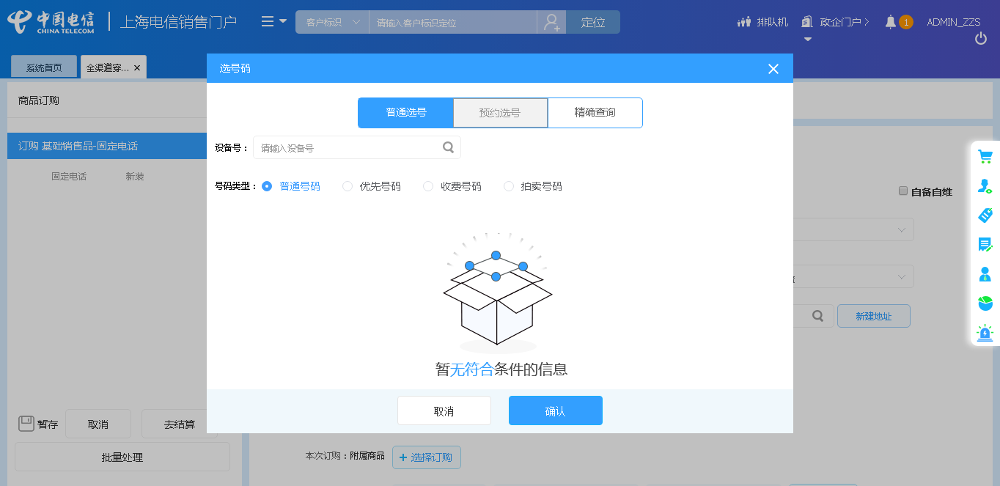 中国电信
CHINA TELECOM
上海电信销售门户
客户标识
请输入客户标识定位
定位
排队机
政企门户
1
ADMIN_ZZS
系统首页
全渠道穿...
商品订购
订购 基础销售品-固定电话
固定电话 新装
选号码
普通选号 预约选号 精确查询
设备号： 请输入设备号
号码类型： 普通号码 优先号码 收费号码 拍卖号码
暂无符合条件的信息
取消 确认
自备自维
新建地址
暂存 取消 去结算
批量处理
本次订购：附属商品 + 选择订购